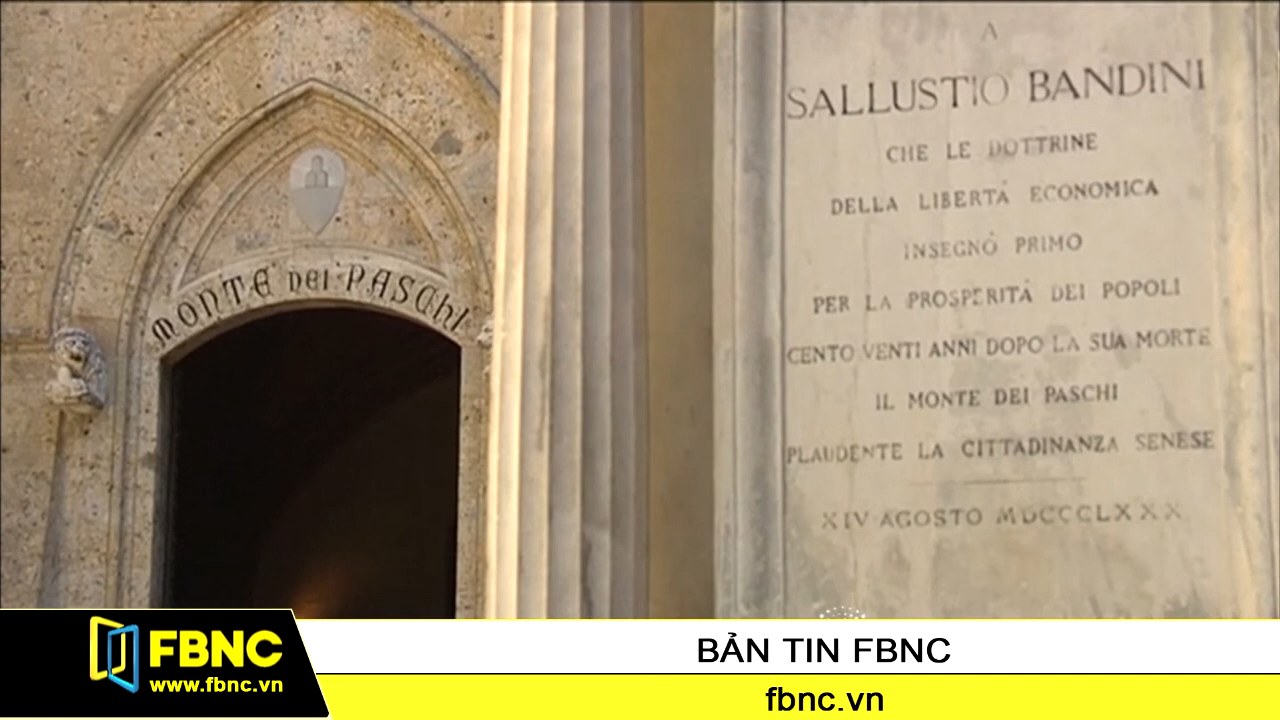 MONTE DEI PASCHI
A
SALLUSTIO BANDINI
CHE LE DOTTRINE
DELLA LIBERTÀ ECONOMICA
INSEGNÒ PRIMO
PER LA PROSPERITÀ DEI POPOLI
CENTO VENTI ANNI DOPO LA SUA MORTE
IL MONTE DEI PASCHI
PLAUDENTE LA CITTADINANZA SENESE
XIV AGOSTO MDCCCLXXX
FBNC
www.fbnc.vn
BẢN TIN FBNC
fbnc.vn